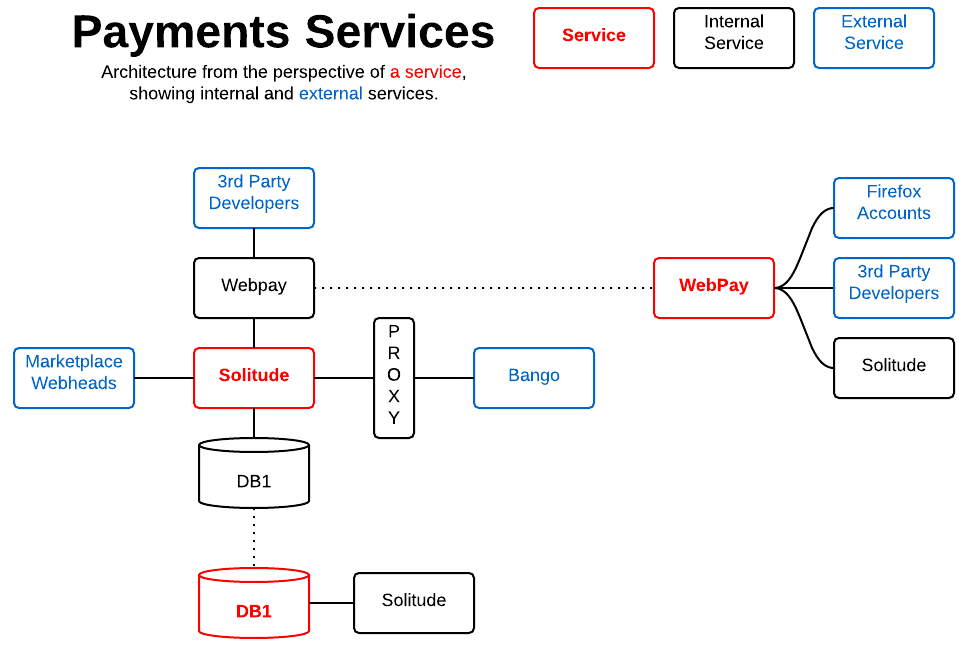 Payments Services
Architecture from the perspective of a service,
showing internal and external services.
Service
Internal
Service
External
Service
3rd Party
Developers
Webpay
Marketplace
Webheads
Solitude
P
R
O
X
Y
Bango
DB1
DB1
Solitude
WebPay
Firefox
Accounts
3rd Party
Developers
Solitude